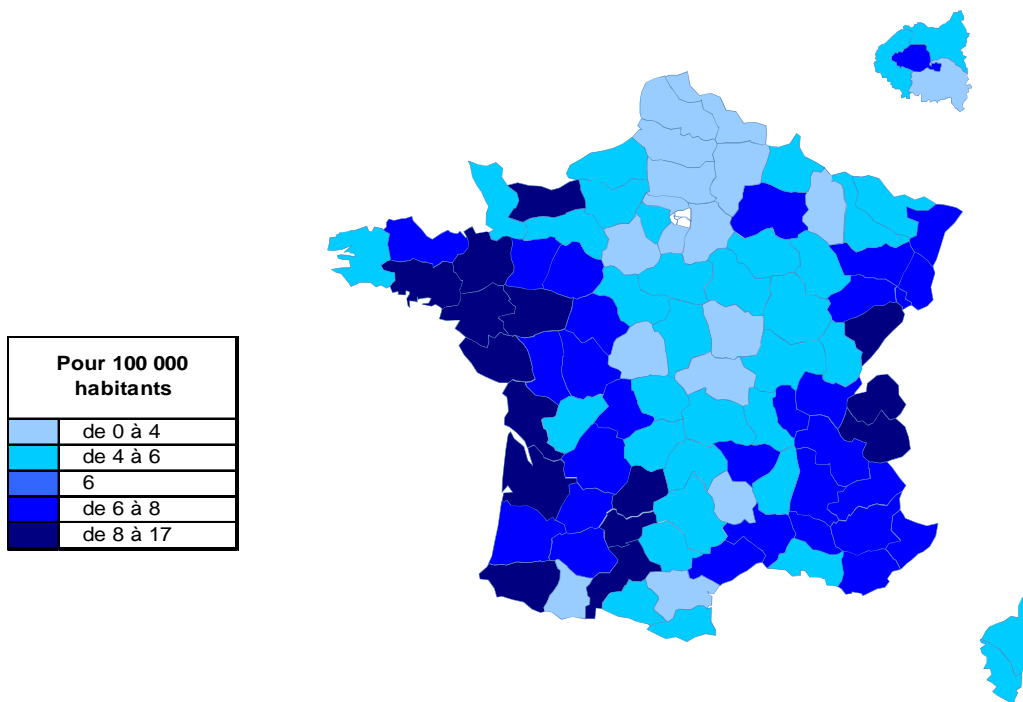 Pour 100 000
habitants
de 0 à 4
de 4 à 6
6
de 6 à 8
de 8 à 17